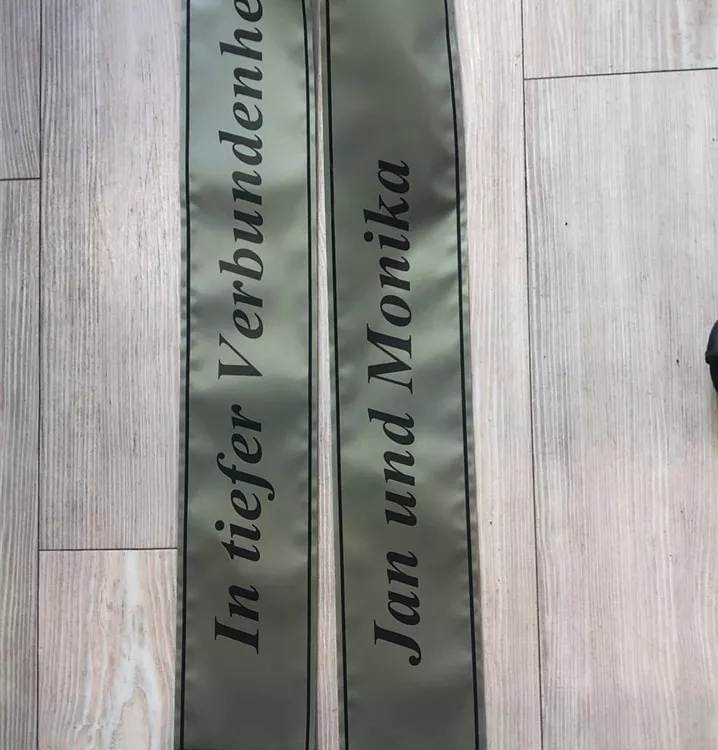 In tiefer Verbundenhe
Jan und Monika